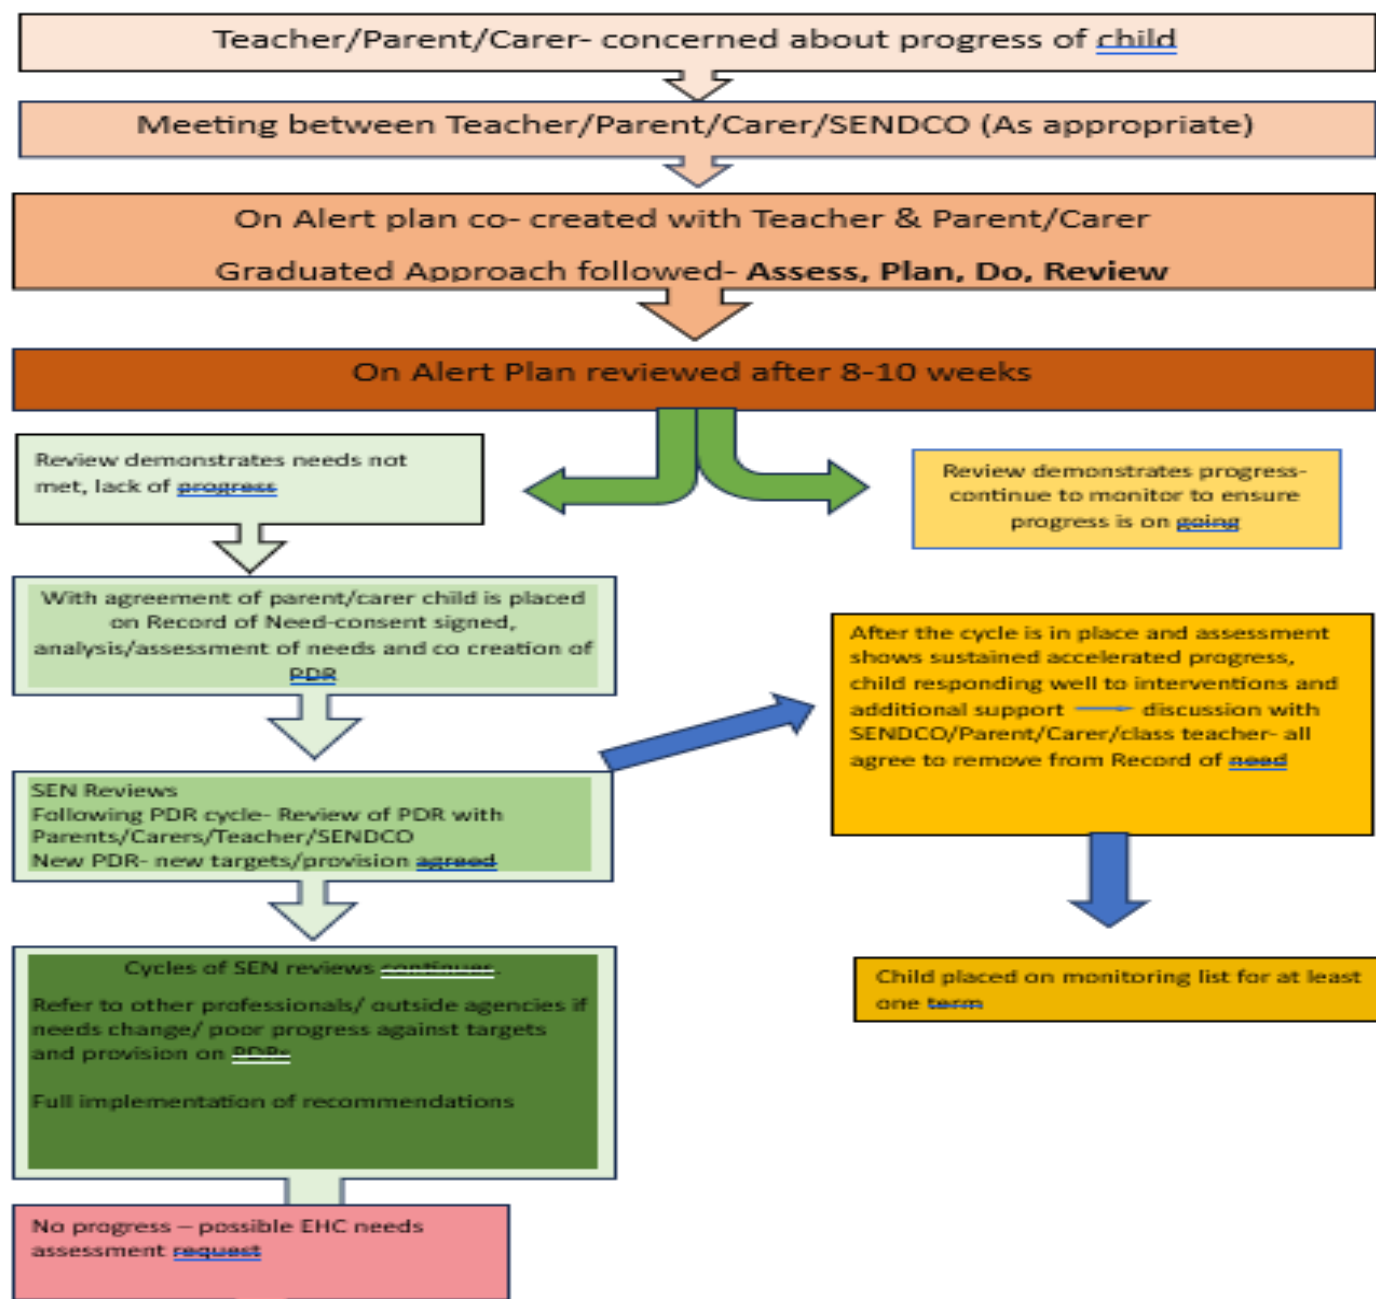 Teacher/Parent/Carer- concerned about progress of child
Meeting between Teacher/Parent/Carer/SENDCO (As appropriate)
On Alert plan co- created with Teacher & Parent/Carer
Graduated Approach followed- Assess, Plan, Do, Review
On Alert Plan reviewed after 8-10 weeks
Review demonstrates needs not
met, lack of progress
Review demonstrates progress-
continue to monitor to ensure
progress is on going
With agreement of parent/carer child is placed
on Record of Need-consent signed,
analysis/assessment of needs and co creation of
PDR
After the cycle is in place and assessment
shows sustained accelerated progress,
child responding well to interventions and
additional support discussion with
SENDCO/Parent/Carer/class teacher- all
agree to remove from Record of need
SEN Reviews
Following PDR cycle- Review of PDR with
Parents/Carers/Teacher/SENDCO
New PDR- new targets/provision agreed
Cycles of SEN reviews continues.
Refer to other professionals/ outside agencies if
needs change/ poor progress against targets
and provision on PDRs
Full implementation of recommendations
Child placed on monitoring list for at least
one term
No progress – possible EHC needs
assessment request